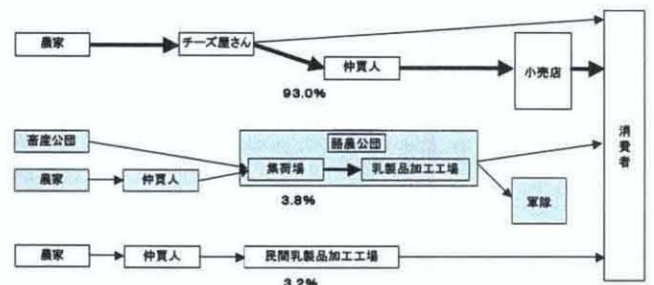 農家
チーズ屋さん
仲買人
小売店
93.0%
消費者
畜産公団
酪農公団
集荷場
乳製品加工工場
農家
仲買人
3.8%
軍隊
農家
仲買人
民間乳製品加工工場
3.2%